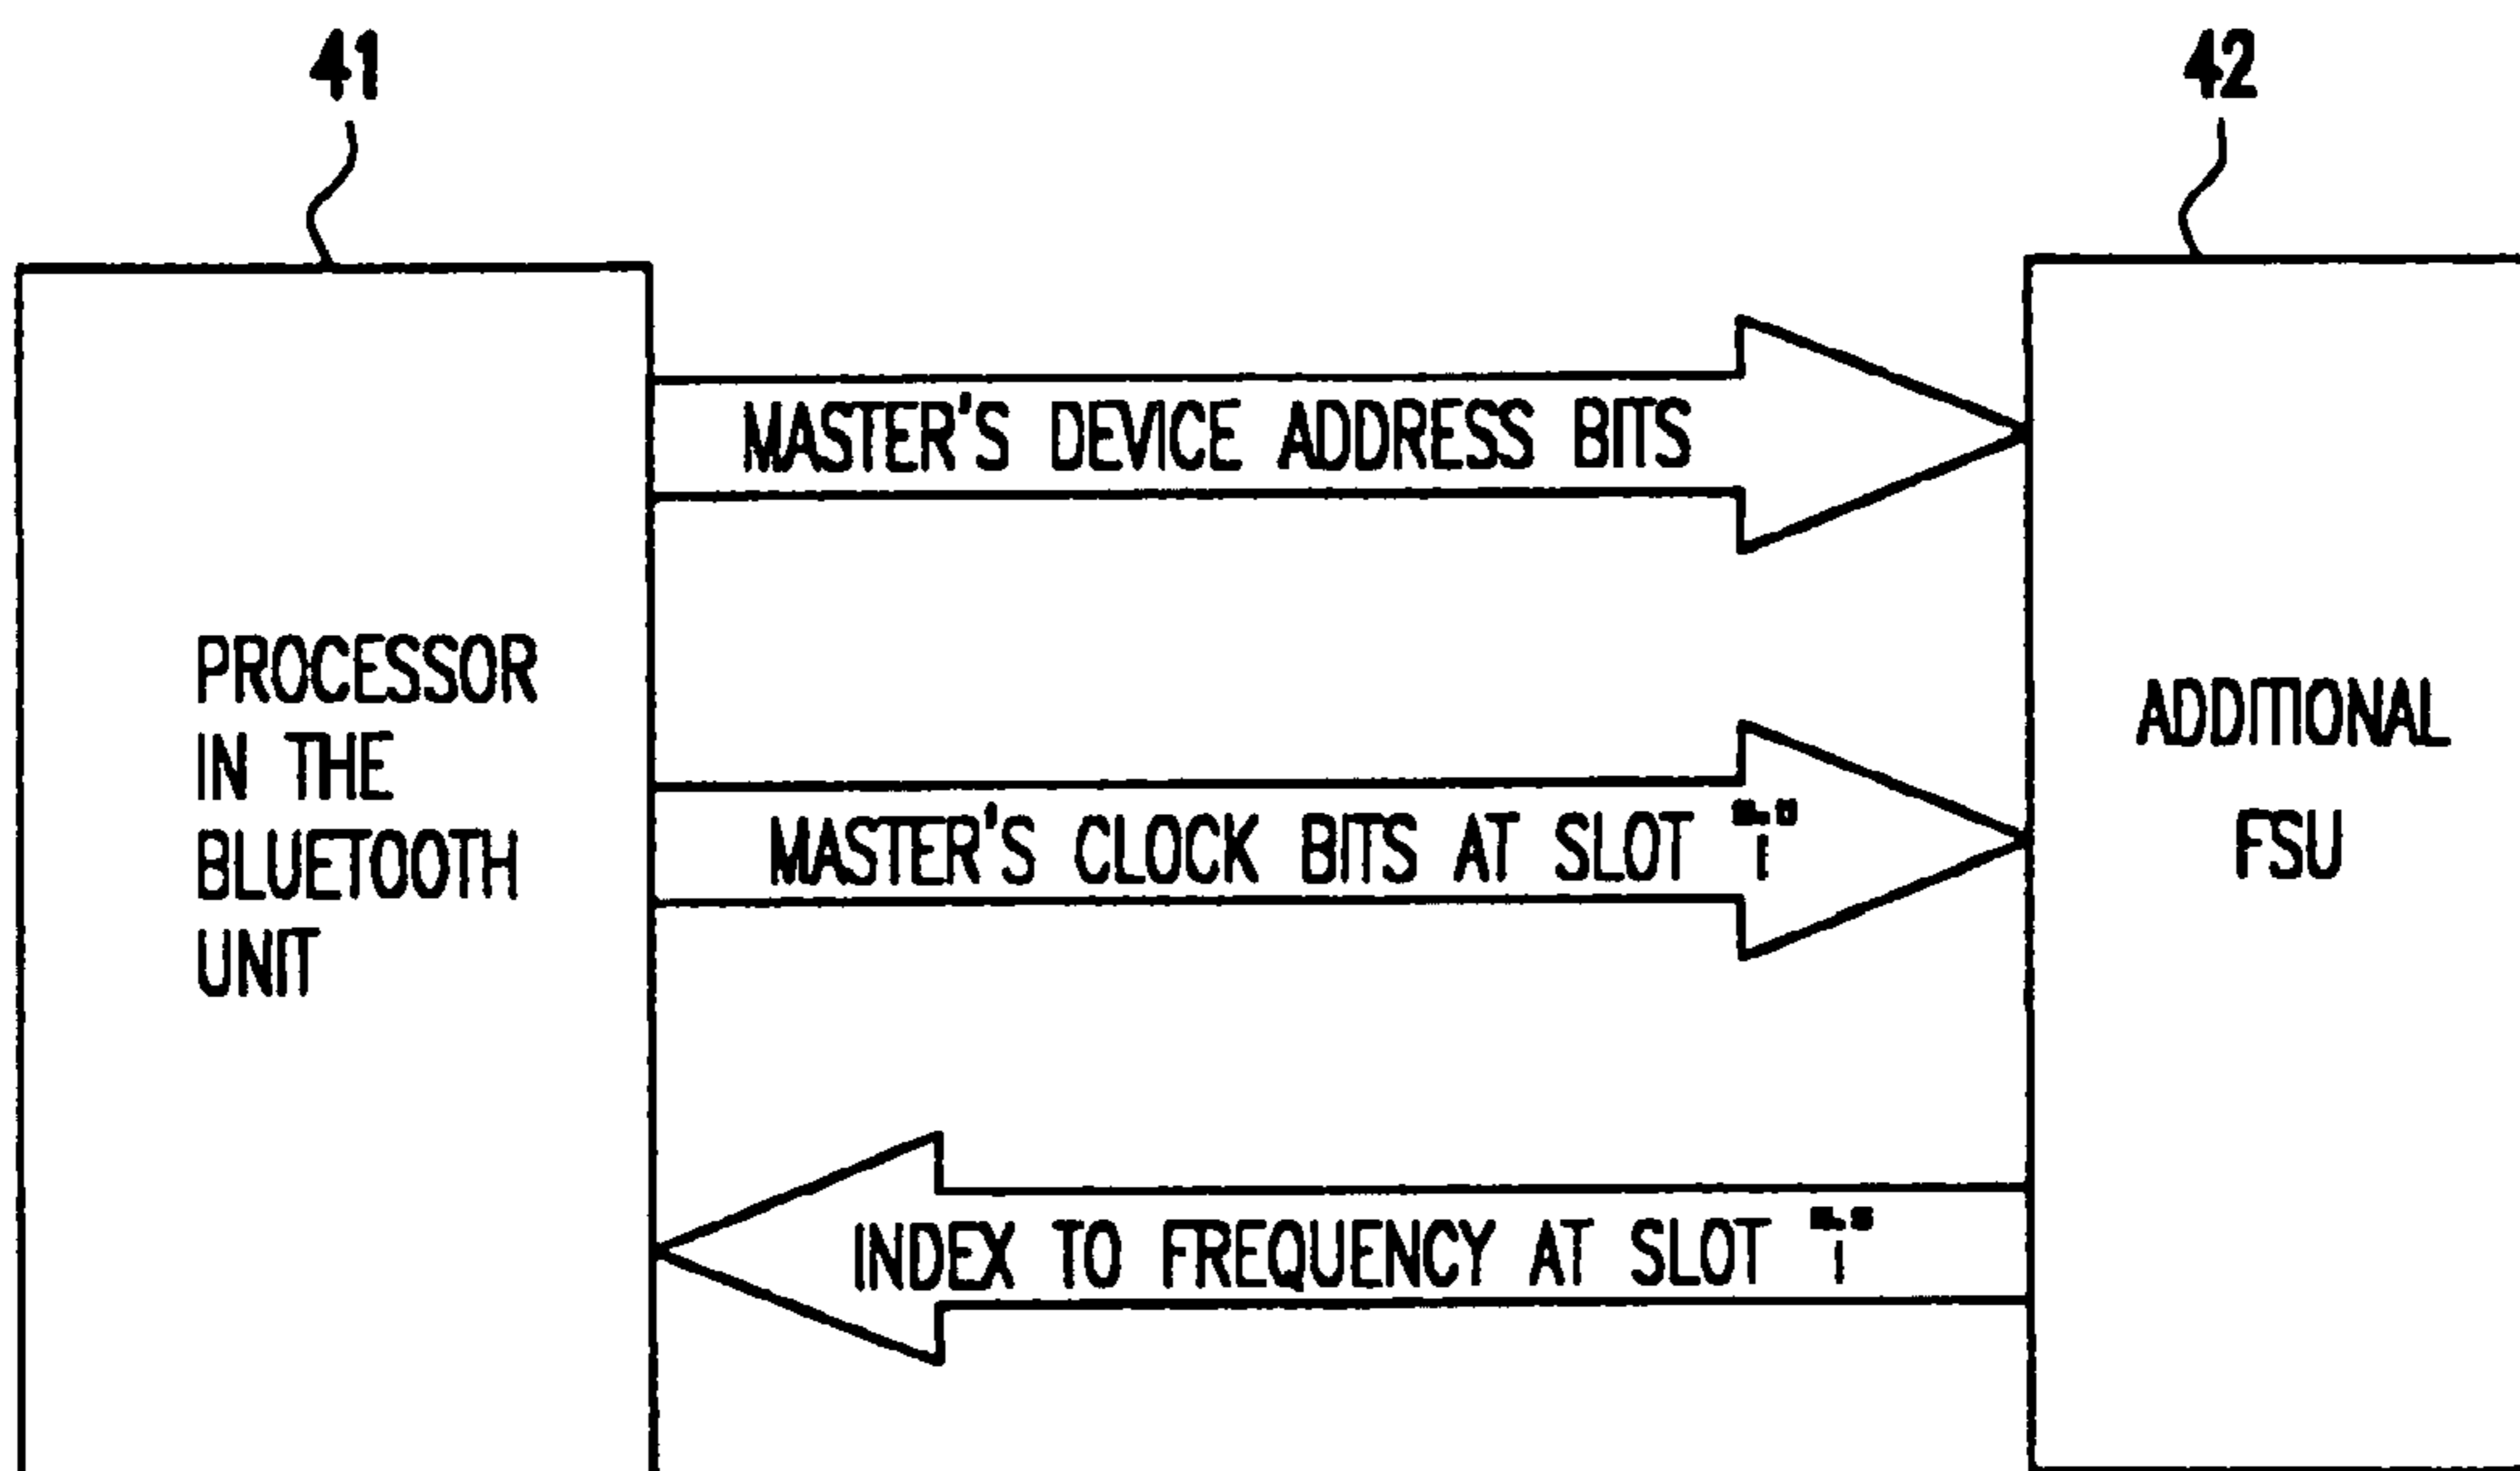 41
42
MASTER'S DEVICE ADDRESS BITS
PROCESSOR
IN THE
BLUETOOTH
UNIT
ADDITIONAL
FSU
MASTER'S CLOCK BITS AT SLOT "i"
INDEX TO FREQUENCY AT SLOT "i"